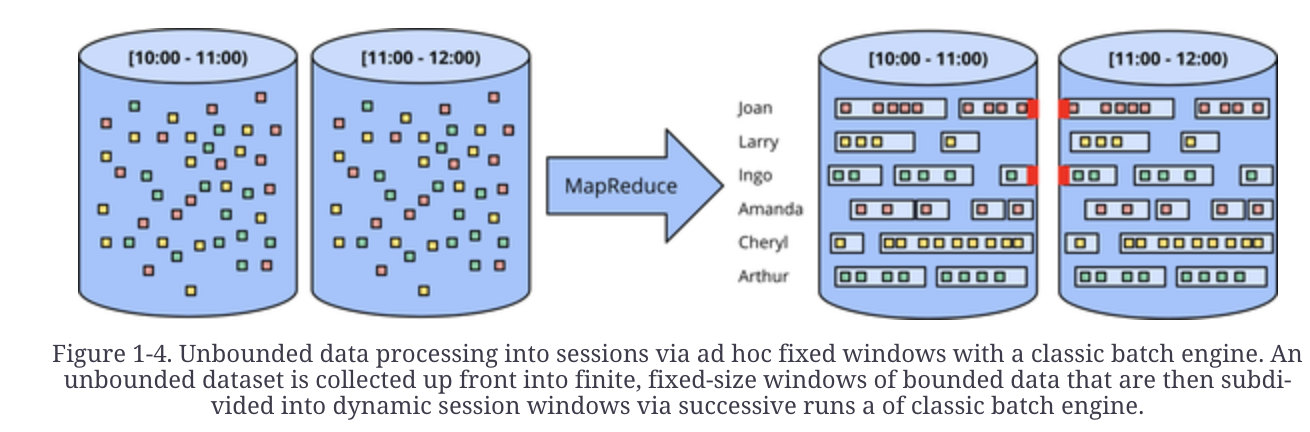 [10:00 - 11:00)
[11:00 - 12:00)
MapReduce
[10:00 - 11:00)
[11:00 - 12:00)
Joan
Larry
Ingo
Amanda
Cheryl
Arthur
Figure 1-4. Unbounded data processing into sessions via ad hoc fixed windows with a classic batch engine. An
unbounded dataset is collected up front into finite, fixed-size windows of bounded data that are then subdi-
vided into dynamic session windows via successive runs a of classic batch engine.